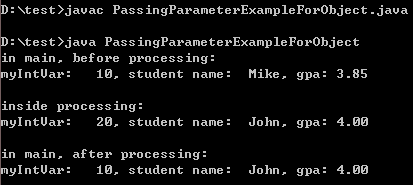 D:\test>javac PassingParameterExampleForObject.java
D:\test>java PassingParameterExampleForObject
in main, before processing:
myIntVar:   10, student name:  Mike, gpa: 3.85
inside processing:
myIntVar:   20, student name:  John, gpa: 4.00
in main, after processing:
myIntVar:   10, student name:  John, gpa: 4.00